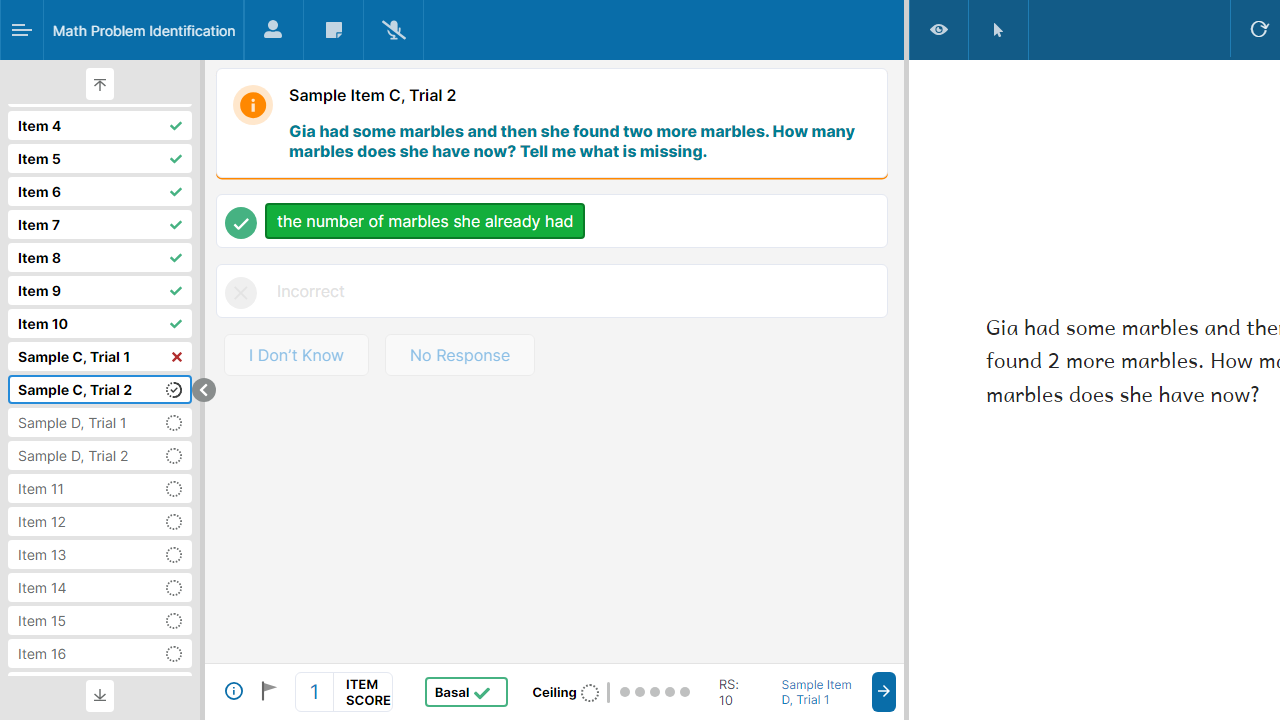 Math Problem Identification
Item 4
Item 5
Item 6
Item 7
Item 8
Item 9
Item 10
Sample C, Trial 1
Sample C, Trial 2
Sample D, Trial 1
Sample D, Trial 2
Item 11
Item 12
Item 13
Item 14
Item 15
Item 16
Sample Item C, Trial 2
Gia had some marbles and then she found two more marbles. How many
marbles does she have now? Tell me what is missing.
the number of marbles she already had
Incorrect
I Don’t Know
No Response
1
ITEM
SCORE
Basal
Ceiling
RS:
10
Sample Item
D, Trial 1
Gia had some marbles and then
found 2 more marbles. How
marbles does she have now?